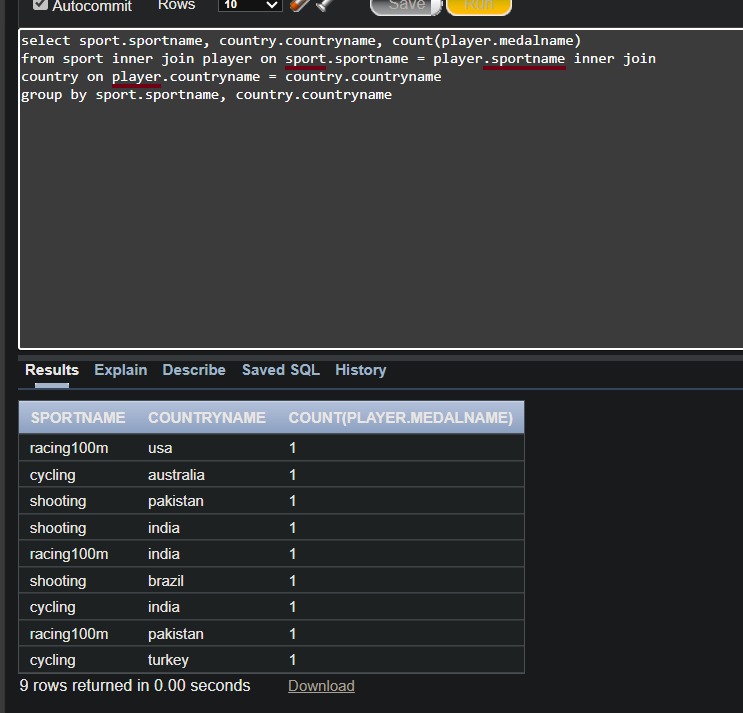 Autocommit Rows 10 Save Run
select sport.sportname, country.countryname, count(player.medalname)
from sport inner join player on sport.sportname = player.sportname inner join
country on player.countryname = country.countryname
group by sport.sportname, country.countryname
Results Explain Describe Saved SQL History
SPORTNAME COUNTRYNAME COUNT(PLAYER.MEDALNAME)
racing100m usa 1
cycling australia 1
shooting pakistan 1
shooting india 1
racing100m india 1
shooting brazil 1
cycling india 1
racing100m pakistan 1
cycling turkey 1
9 rows returned in 0.00 seconds Download